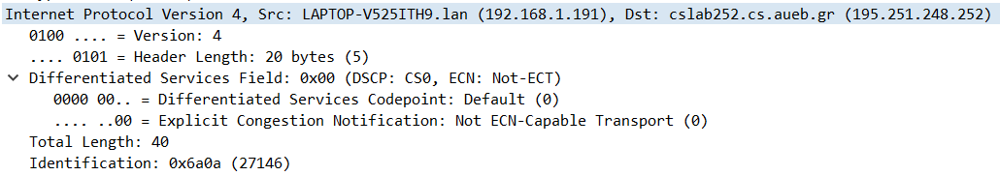 Internet Protocol Version 4, Src: LAPTOP-V525ITH9.lan (192.168.1.191), Dst: cslab252.cs.aueb.gr (195.251.248.252)
0100 .... = Version: 4
.... 0101 = Header Length: 20 bytes (5)
Differentiated Services Field: 0x00 (DSCP: CS0, ECN: Not-ECT)
0000 00.. = Differentiated Services Codepoint: Default (0)
.... ..00 = Explicit Congestion Notification: Not ECN-Capable Transport (0)
Total Length: 40
Identification: 0x6a0a (27146)